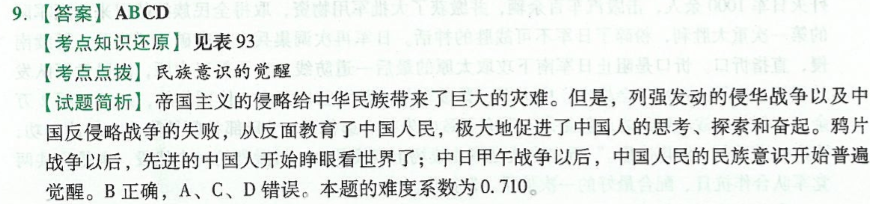 9.【答案】ABCD
【考点知识还原】见表93
【考点点拨】民族意识的觉醒
【试题简析】帝国主义的侵略给中华民族带来了巨大的灾难。但是，列强发动的侵华战争以及中
国反侵略战争的失败，从反面教育了中国人民，极大地促进了中国人的思考、探索和奋起。鸦片
战争以后，先进的中国人开始睁眼看世界了，中日甲午战争以后，中国人民的民族意识开始普遍
觉醒。B正确，A、C、D错误。本题的难度系数为0.710。